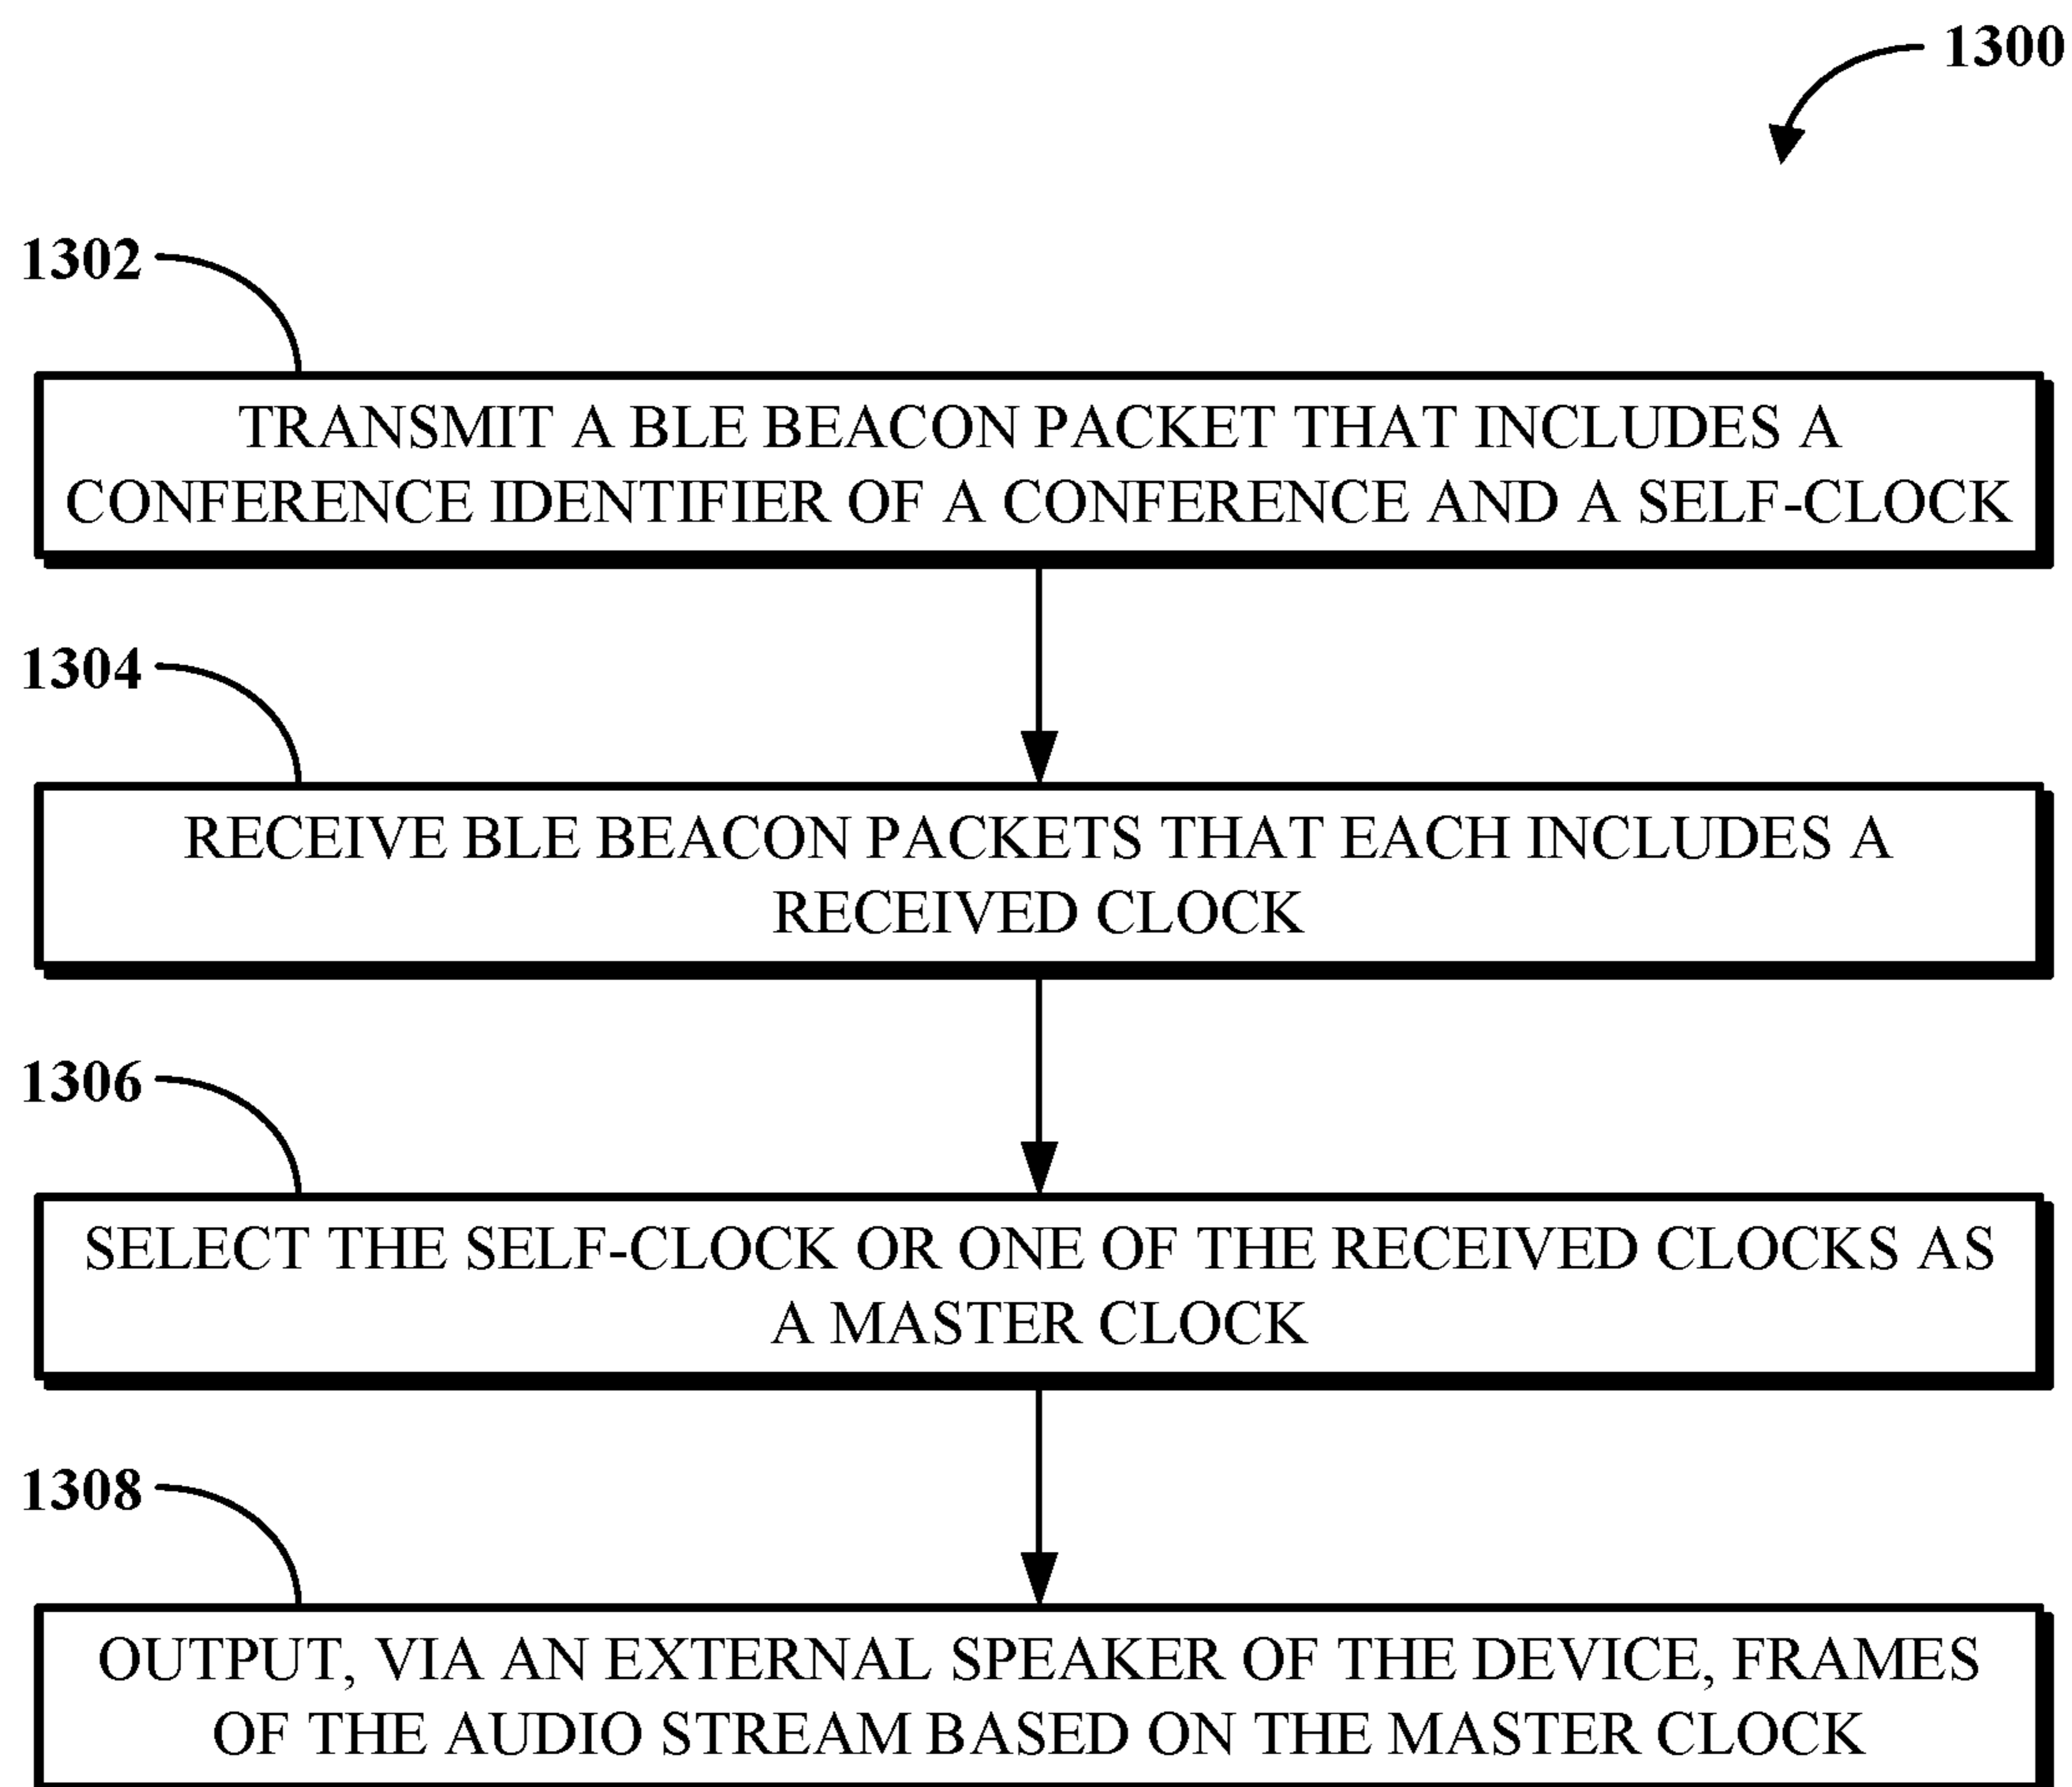 1300
1302
TRANSMIT A BLE BEACON PACKET THAT INCLUDES A
CONFERENCE IDENTIFIER OF A CONFERENCE AND A SELF-CLOCK
1304
RECEIVE BLE BEACON PACKETS THAT EACH INCLUDES A
RECEIVED CLOCK
1306
SELECT THE SELF-CLOCK OR ONE OF THE RECEIVED CLOCKS AS
A MASTER CLOCK
1308
OUTPUT, VIA AN EXTERNAL SPEAKER OF THE DEVICE, FRAMES
OF THE AUDIO STREAM BASED ON THE MASTER CLOCK